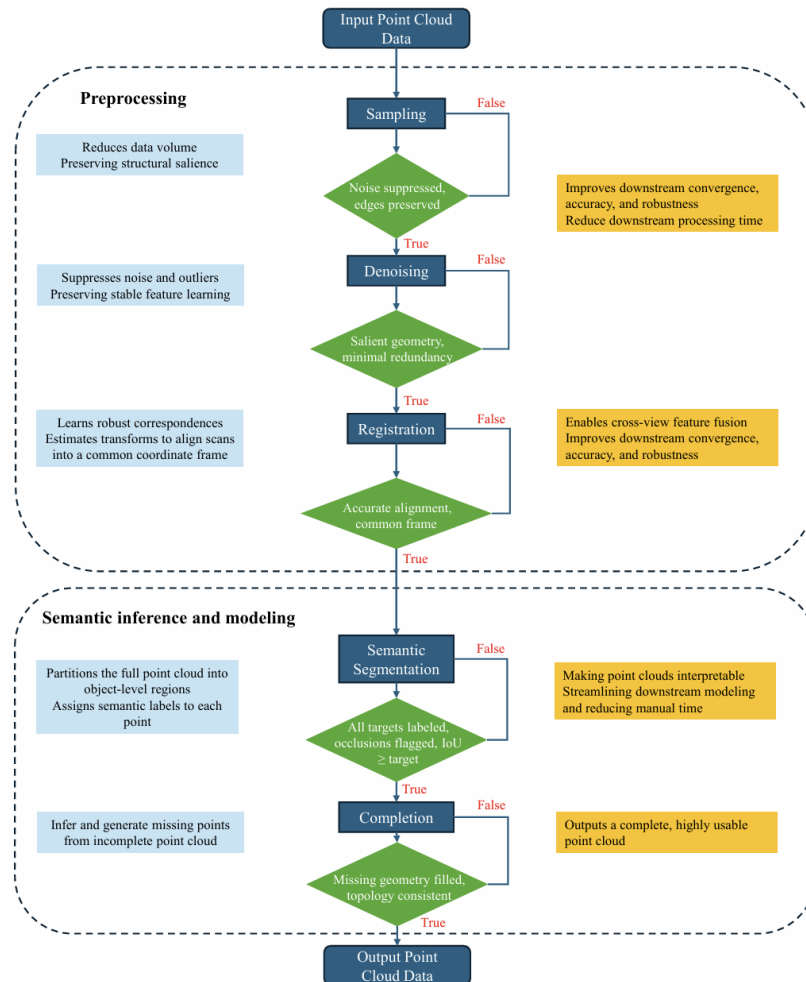 Input Point Cloud
Data
Preprocessing
Sampling
False
Reduces data volume
Preserving structural salience
Noise suppressed,
edges preserved
Improves downstream convergence,
accuracy, and robustness
Reduce downstream processing time
True
Denoising
False
Suppresses noise and outliers
Preserving stable feature learning
Salient geometry,
minimal redundancy
True
Registration
False
Learns robust correspondences
Estimates transforms to align scans
into a common coordinate frame
Enables cross-view feature fusion
Improves downstream convergence,
accuracy, and robustness
Accurate alignment,
common frame
True
Semantic inference and modeling
Semantic
Segmentation
False
Partitions the full point cloud into
object-level regions
Assigns semantic labels to each
point
Making point clouds interpretable
Streamlining downstream modeling
and reducing manual time
All targets labeled,
occlusions flagged, IoU
≥ target
True
Completion
False
Infer and generate missing points
from incomplete point cloud
Outputs a complete, highly usable
point cloud
Missing geometry filled,
topology consistent
True
Output Point
Cloud Data